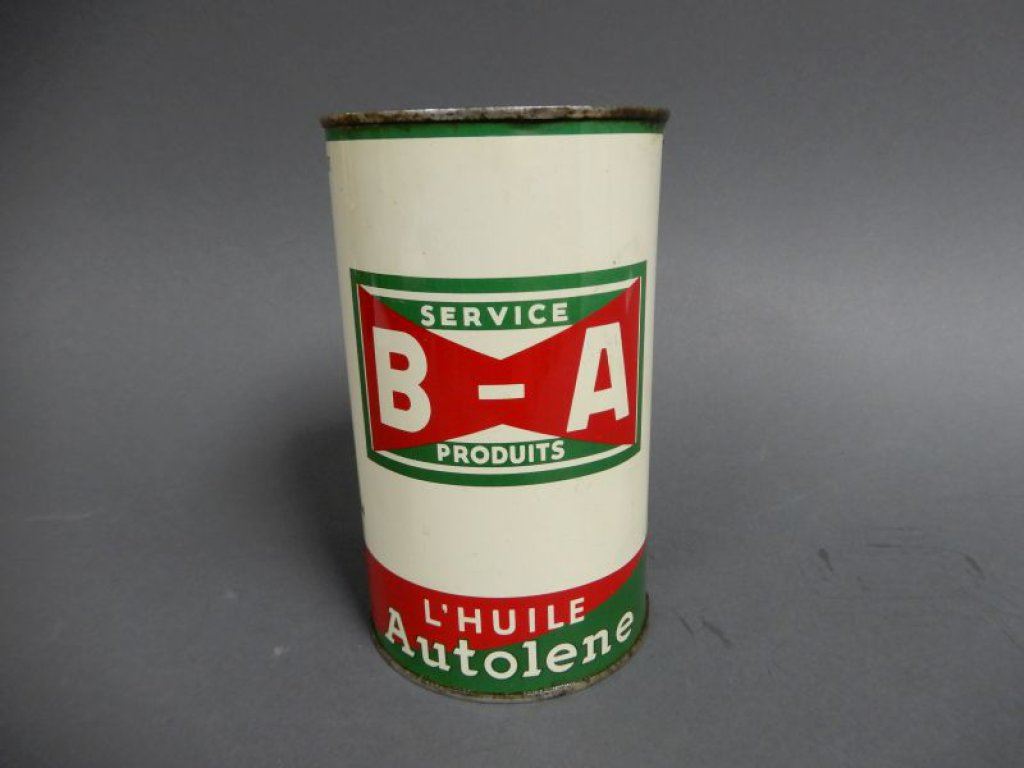 SERVICE
B-A
PRODUITS
L'HUILE
Autolene